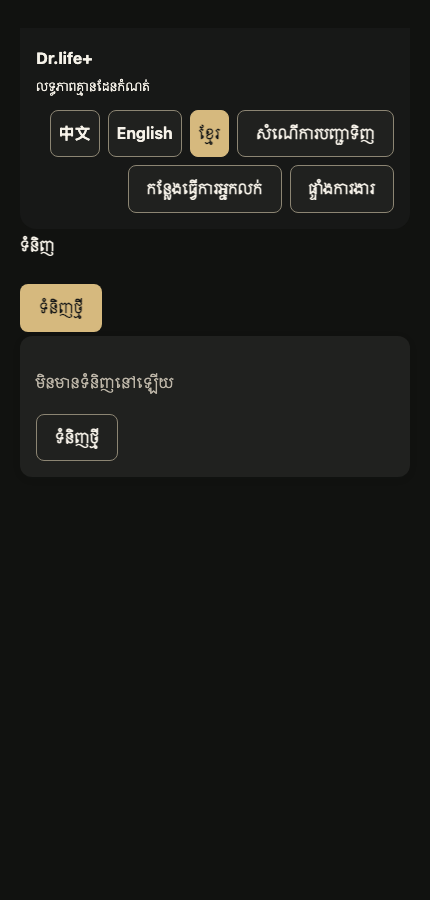 Dr.life+
លទ្ធភាពគ្មានដែនកំណត់
中文 English ខ្មែរ សំណើការបញ្ជាទិញ
កន្លែងធ្វើការអ្នកលក់ ផ្ទាំងការងារ
ទំនិញ
ទំនិញថ្មី
មិនមានទំនិញនៅឡើយ
ទំនិញថ្មី